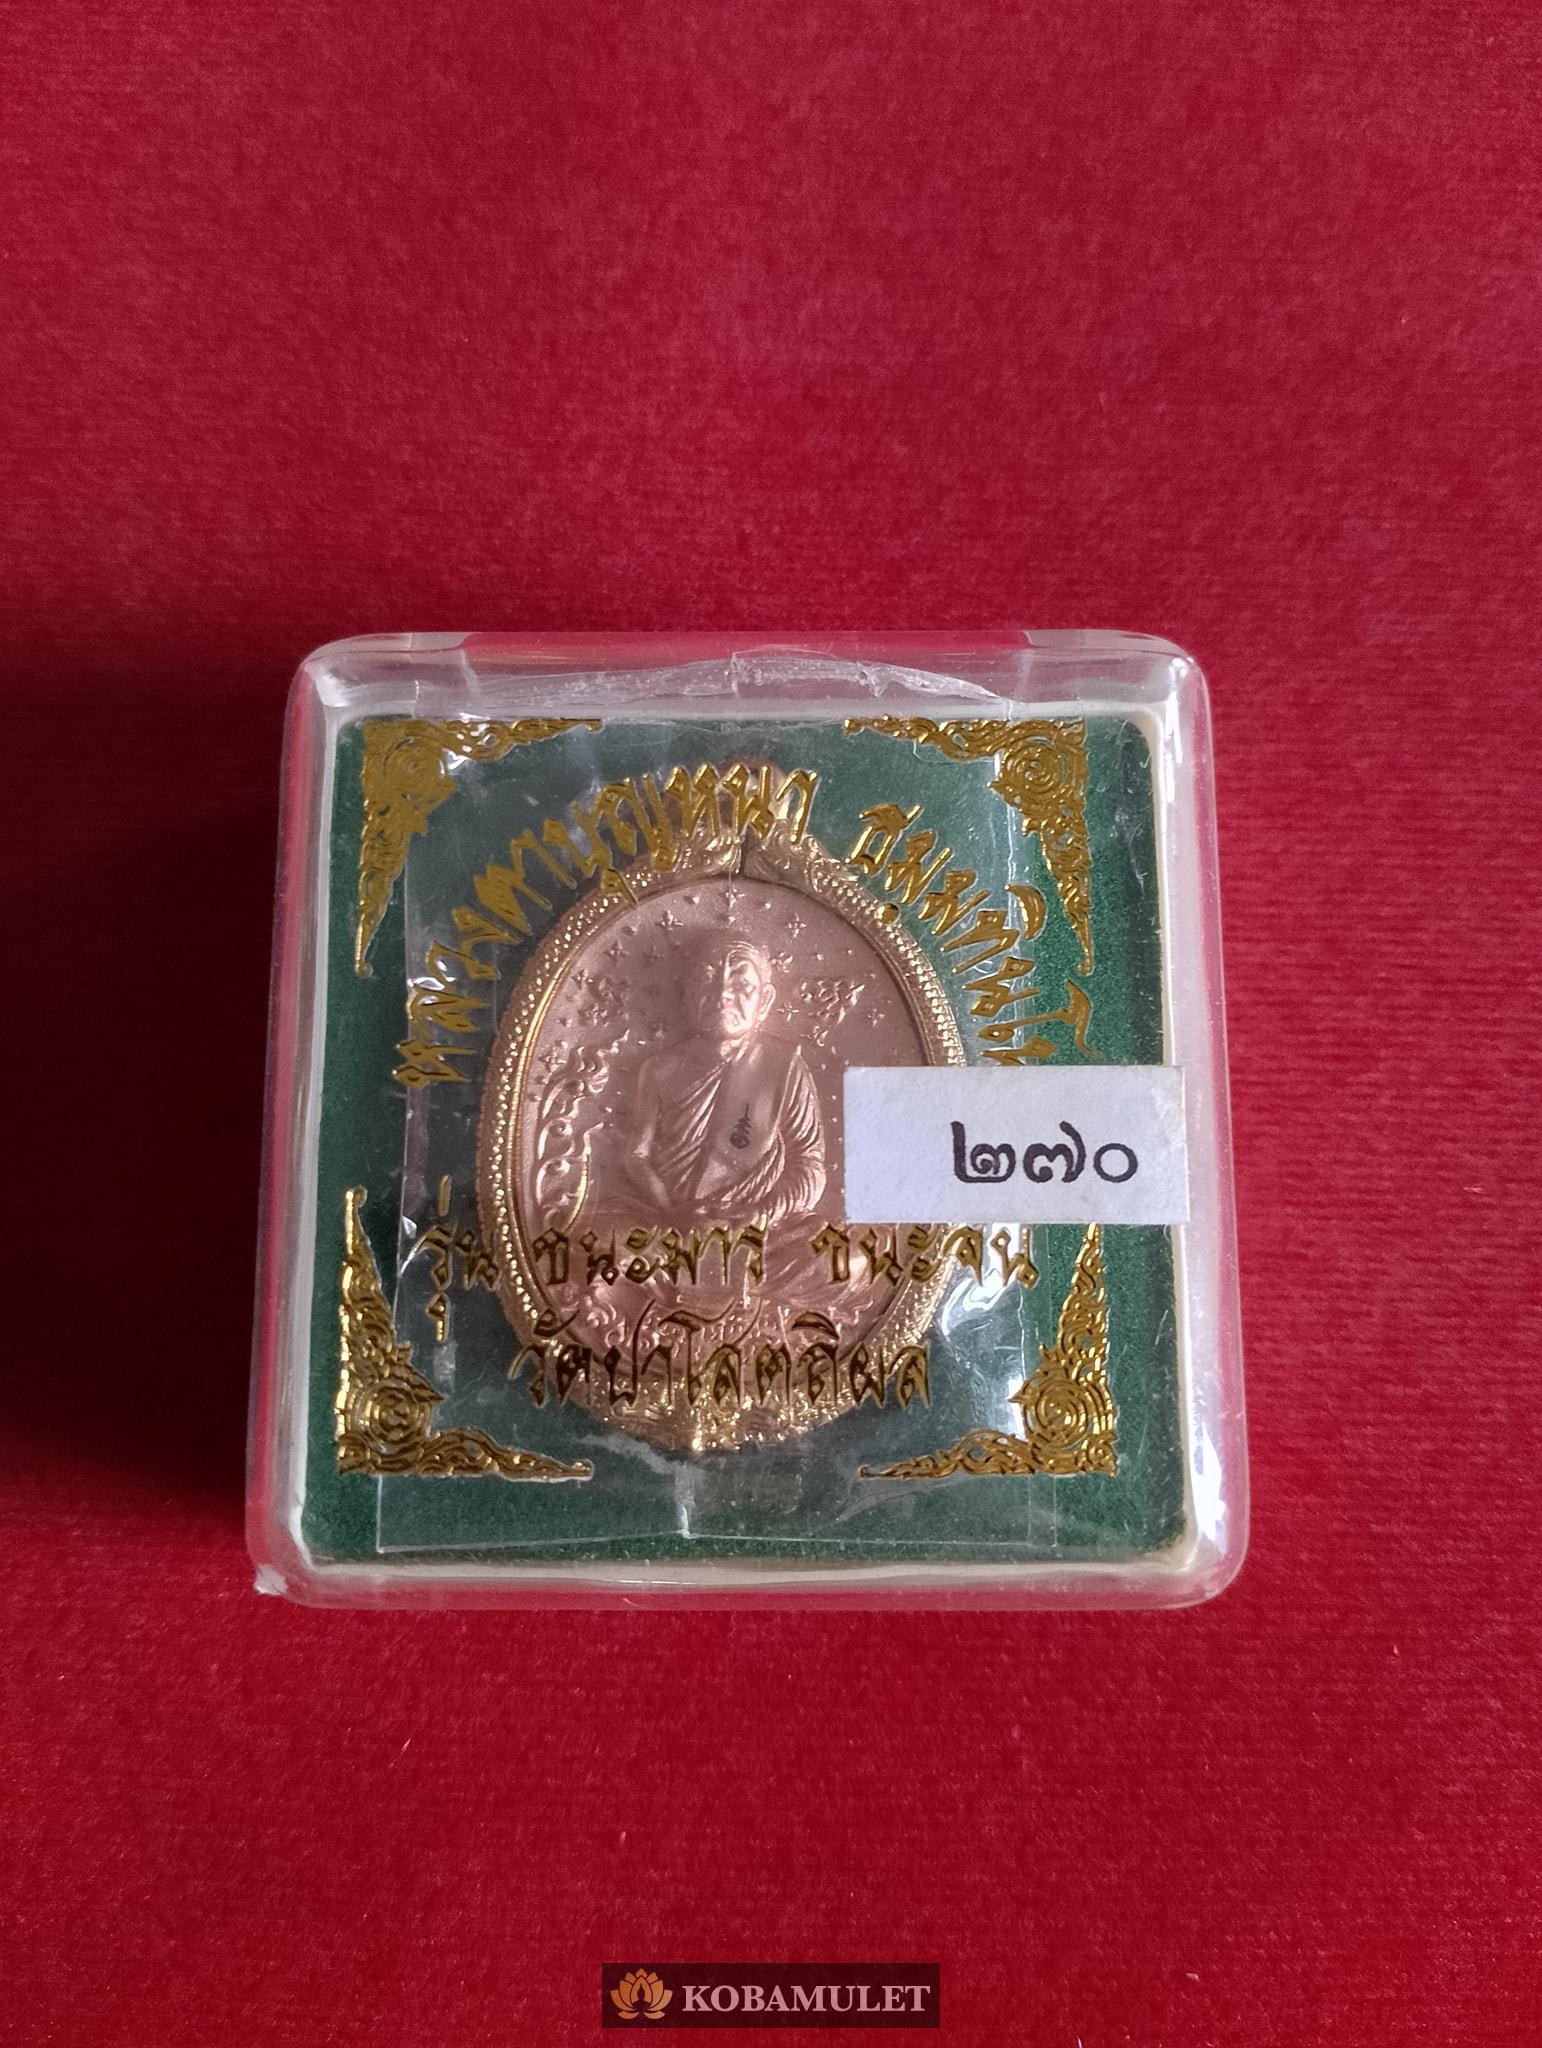 หลวงตาบุญหนา ธมฺมทินโน
๒๗๐
รุ่น ชนะมาร ชนะจน
วัดป่าโสตถิผล
KOBAMULET